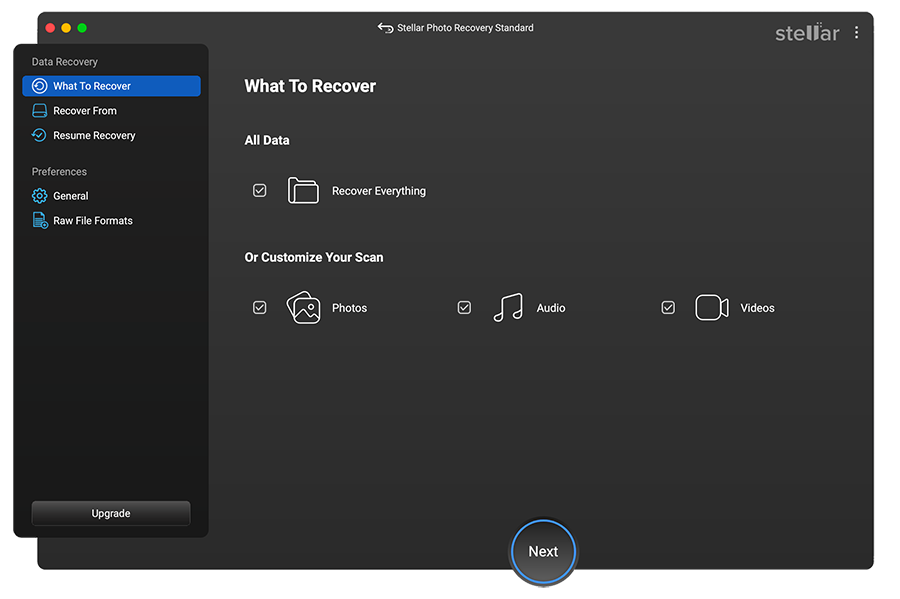 Stellar Photo Recovery Standard
stellar
Data Recovery
What To Recover
Recover From
Resume Recovery
Preferences
General
Raw File Formats
Upgrade
What To Recover
All Data
Recover Everything
Or Customize Your Scan
Photos
Audio
Videos
Next